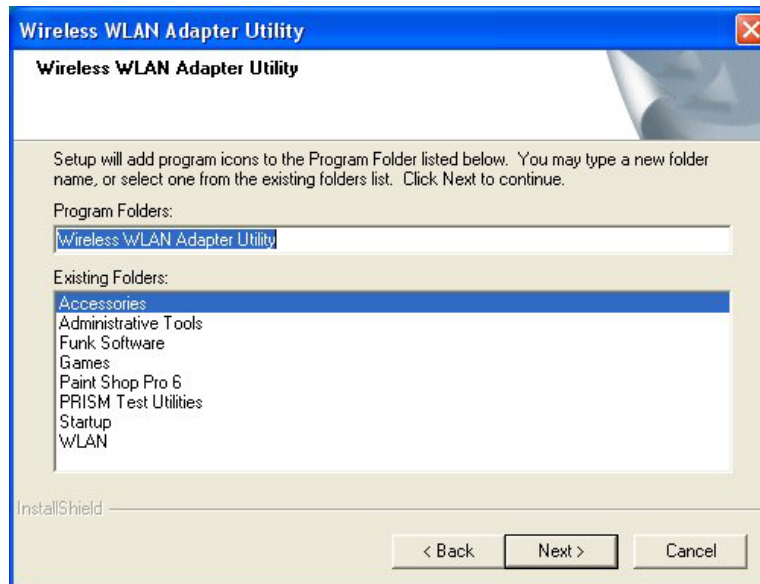 Wireless WLAN Adapter Utility
Wireless WLAN Adapter Utility
Setup will add program icons to the Program Folder listed below. You may type a new folder
name, or select one from the existing folders list. Click Next to continue.
Program Folders:
Wireless WLAN Adapter Utility
Existing Folders:
Accessories
Administrative Tools
Funk Software
Games
Paint Shop Pro 6
PRISM Test Utilities
Startup
WLAN
InstallShield
< Back Next > Cancel